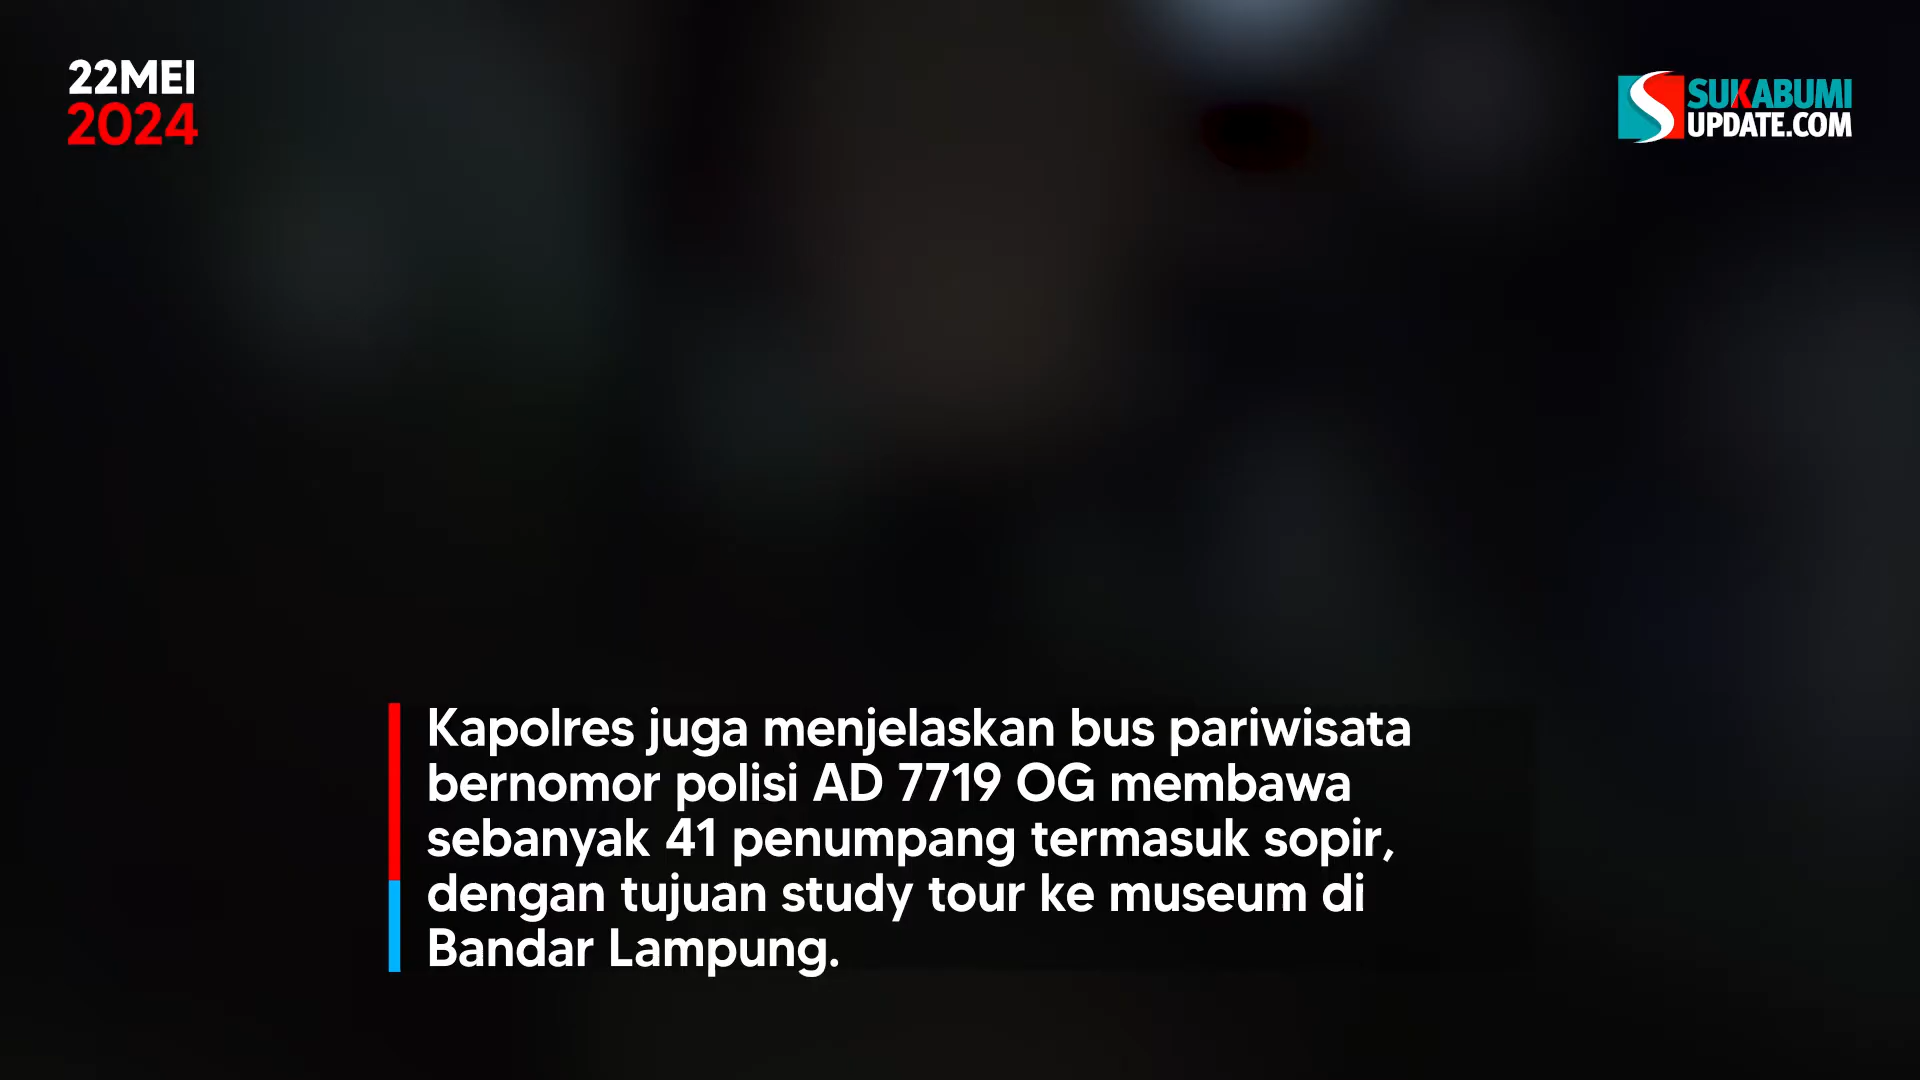 22MEI
2024
SUKABUMI
UPDATE.COM
Kapolres juga menjelaskan bus pariwisata
bernomor polisi AD 7719 OG membawa
sebanyak 41 penumpang termasuk sopir,
dengan tujuan study tour ke museum di
Bandar Lampung.